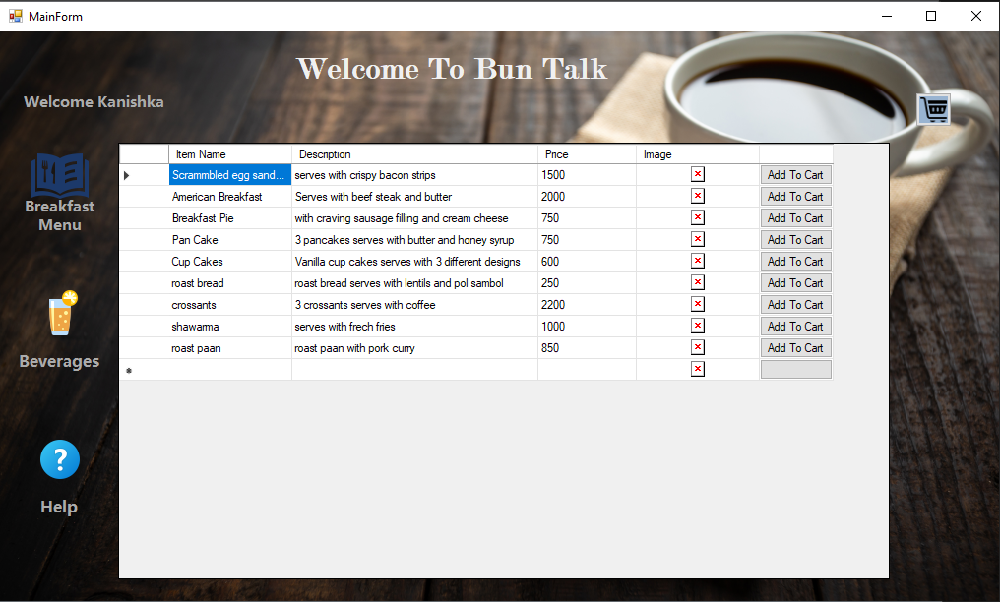 MainForm
Welcome To Bun Talk
Welcome Kanishka
Breakfast
Menu
Beverages
?
Help
Item Name Description Price Image
Scrammbled egg sand... serves with crispy bacon strips 1500 Add To Cart
American Breakfast Serves with beef steak and butter 2000 Add To Cart
Breakfast Pie with craving sausage filling and cream cheese 750 Add To Cart
Pan Cake 3 pancakes serves with butter and honey syrup 750 Add To Cart
Cup Cakes Vanilla cup cakes serves with 3 different designs 600 Add To Cart
roast bread roast bread serves with lentils and pol sambol 250 Add To Cart
crossants 3 crossants serves with coffee 2200 Add To Cart
shawarma serves with frech fries 1000 Add To Cart
roast paan roast paan with pork curry 850 Add To Cart